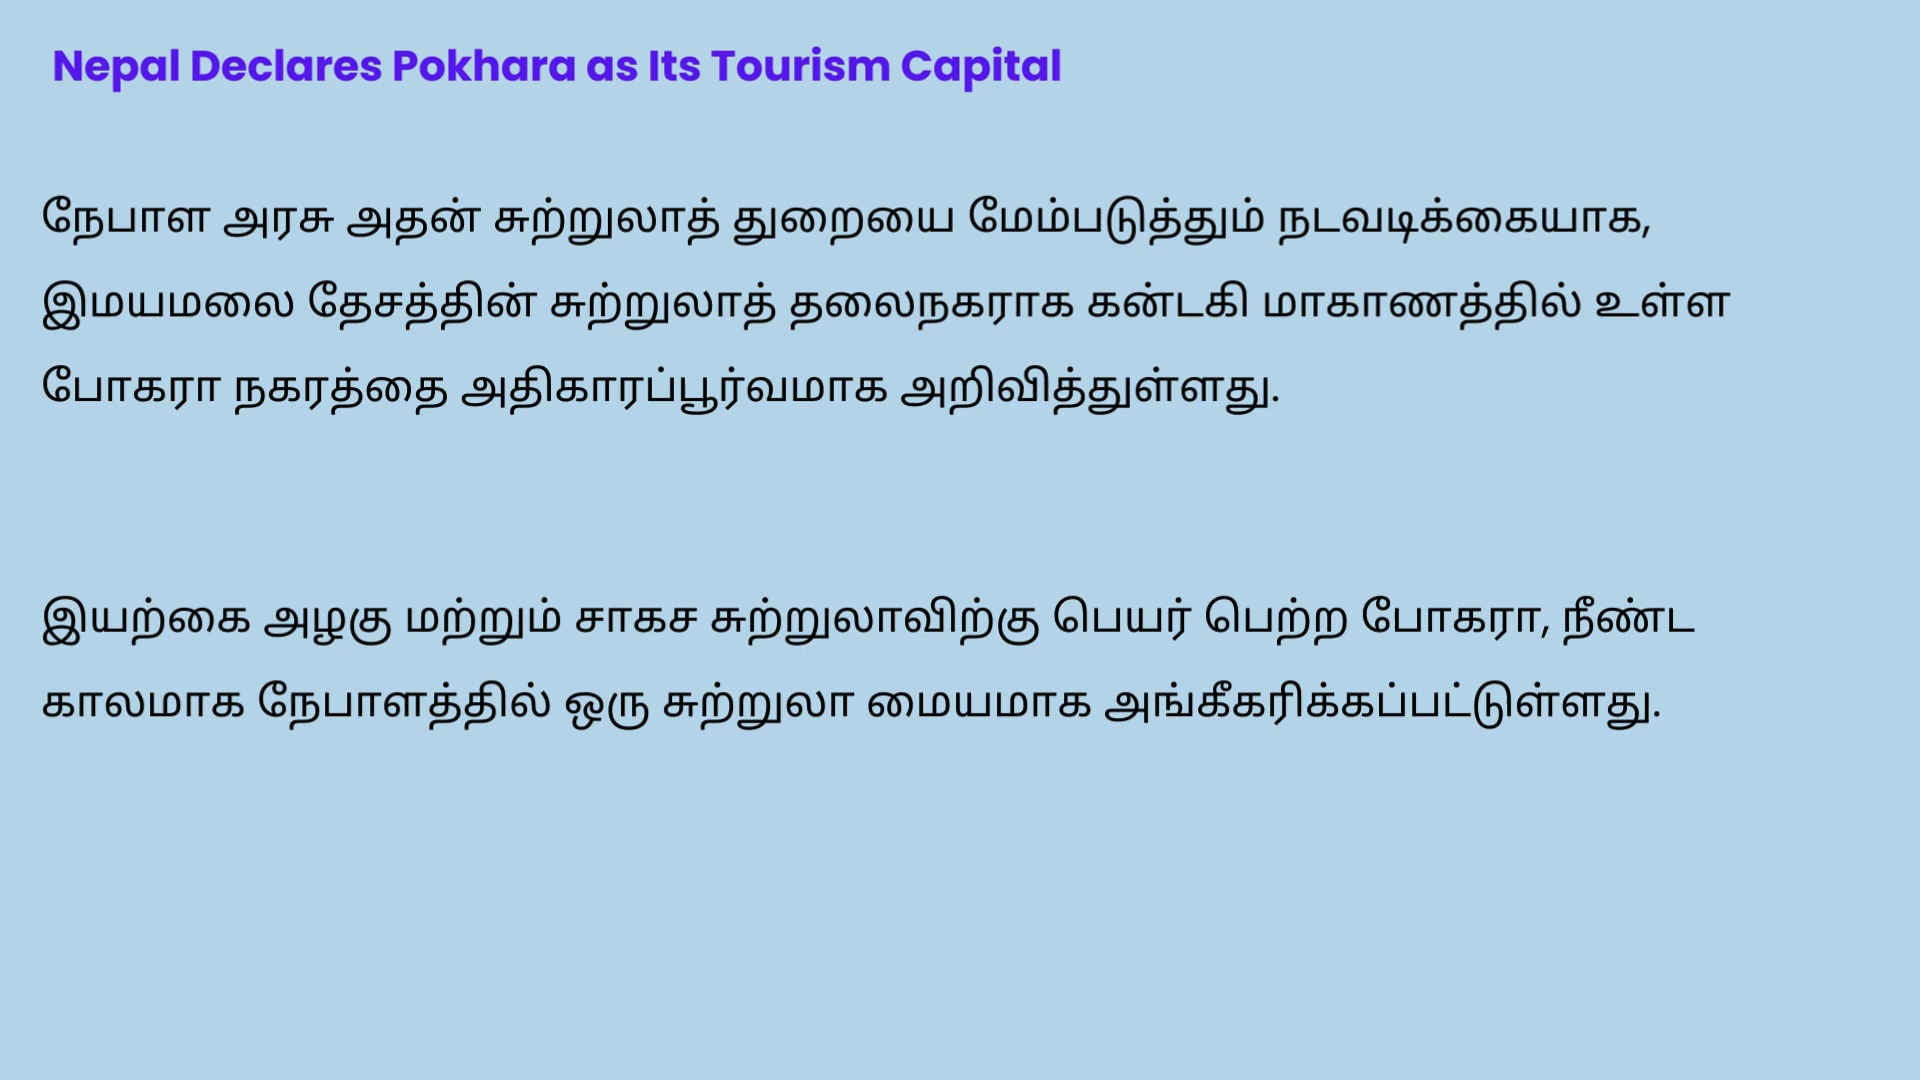 Nepal Declares Pokhara as Its Tourism Capital
நேபாள அரசு அதன் சுற்றுலாத் துறையை மேம்படுத்தும் நடவடிக்கையாக,
இமயமலை தேசத்தின் சுற்றுலாத் தலைநகராக கன்டகி மாகாணத்தில் உள்ள
போகரா நகரத்தை அதிகாரப்பூர்வமாக அறிவித்துள்ளது.
இயற்கை அழகு மற்றும் சாகச சுற்றுலாவிற்கு பெயர் பெற்ற போகரா, நீண்ட
காலமாக நேபாளத்தில் ஒரு சுற்றுலா மையமாக அங்கீகரிக்கப்பட்டுள்ளது.